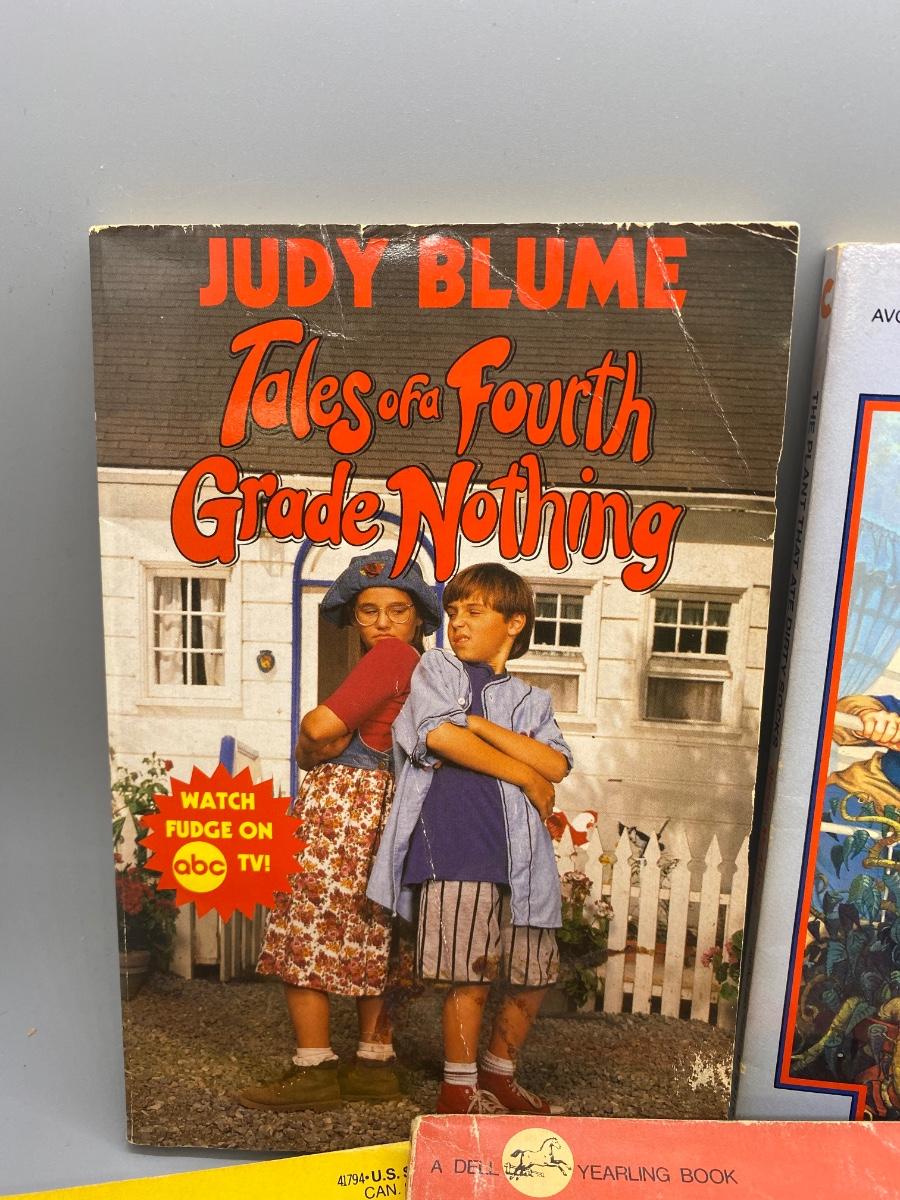 JUDY BLUME
Tales of a Fourth
Grade Nothing
WATCH
FUDGE ON
abc TV!
THE PLANT THAT ATE DIRTY SOCKS
AVO
41794•U.S.
CAN.
A DELL YEARLING BOOK